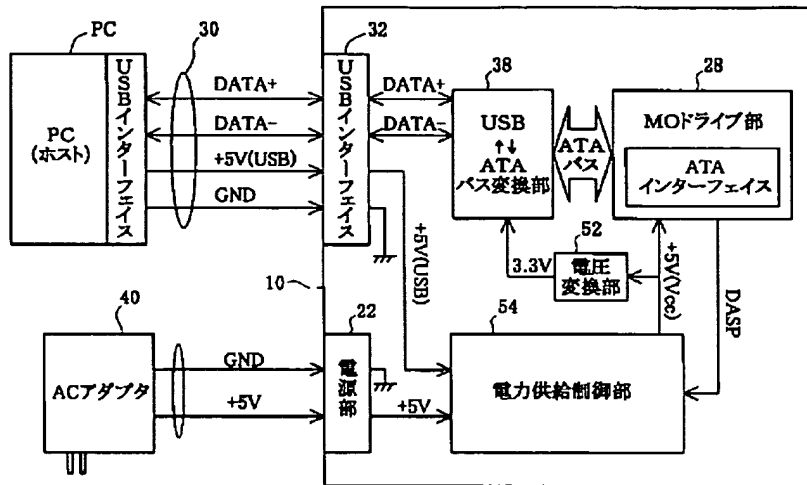 PC
30
32
38
28
PC
(ホスト)
USBインターフェイス
DATA+
DATA−
+5V(USB)
GND
USBインターフェイス
DATA+
DATA−
USB
↑↓
ATA
バス変換部
ATA
バス
MOドライブ部
ATA
インターフェイス
+5V(USB)
3.3V
52
電圧
変換部
+5V(Vcc)
DASP
10
40
22
54
ACアダプタ
GND
+5V
電源部
+5V
電力供給制御部